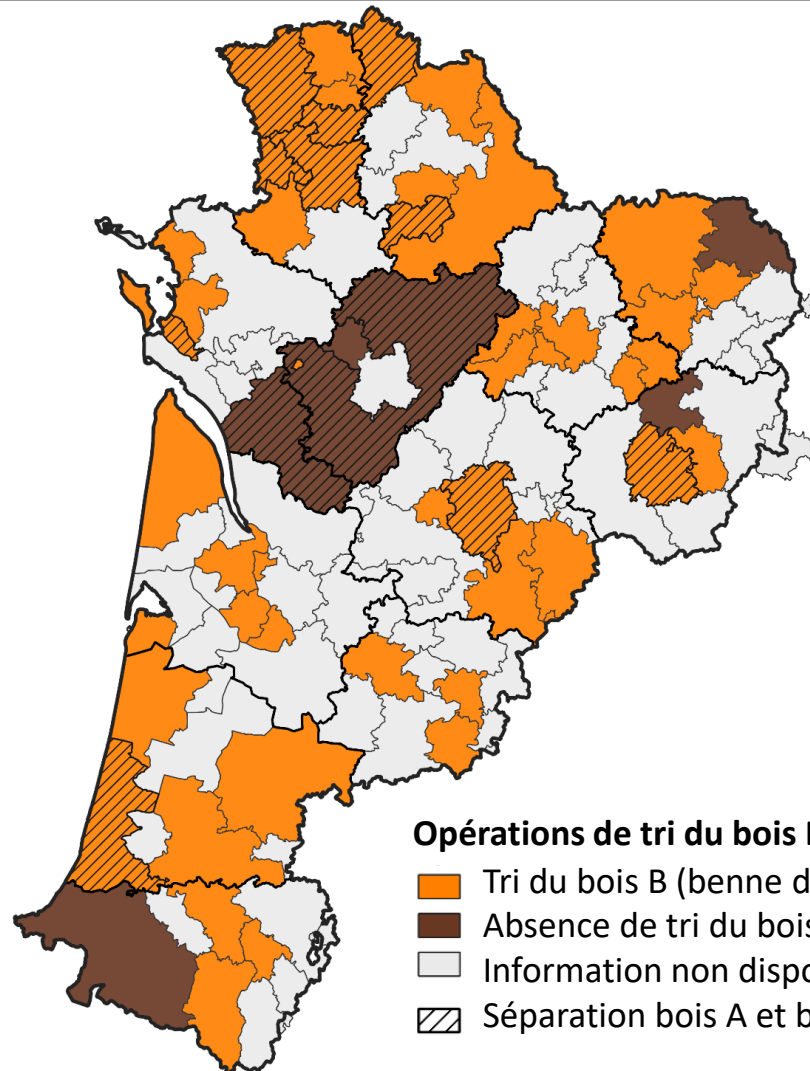 Opérations de tri du bois
Tri du bois B (benne
Absence de tri du bois
Information non
Séparation bois A et